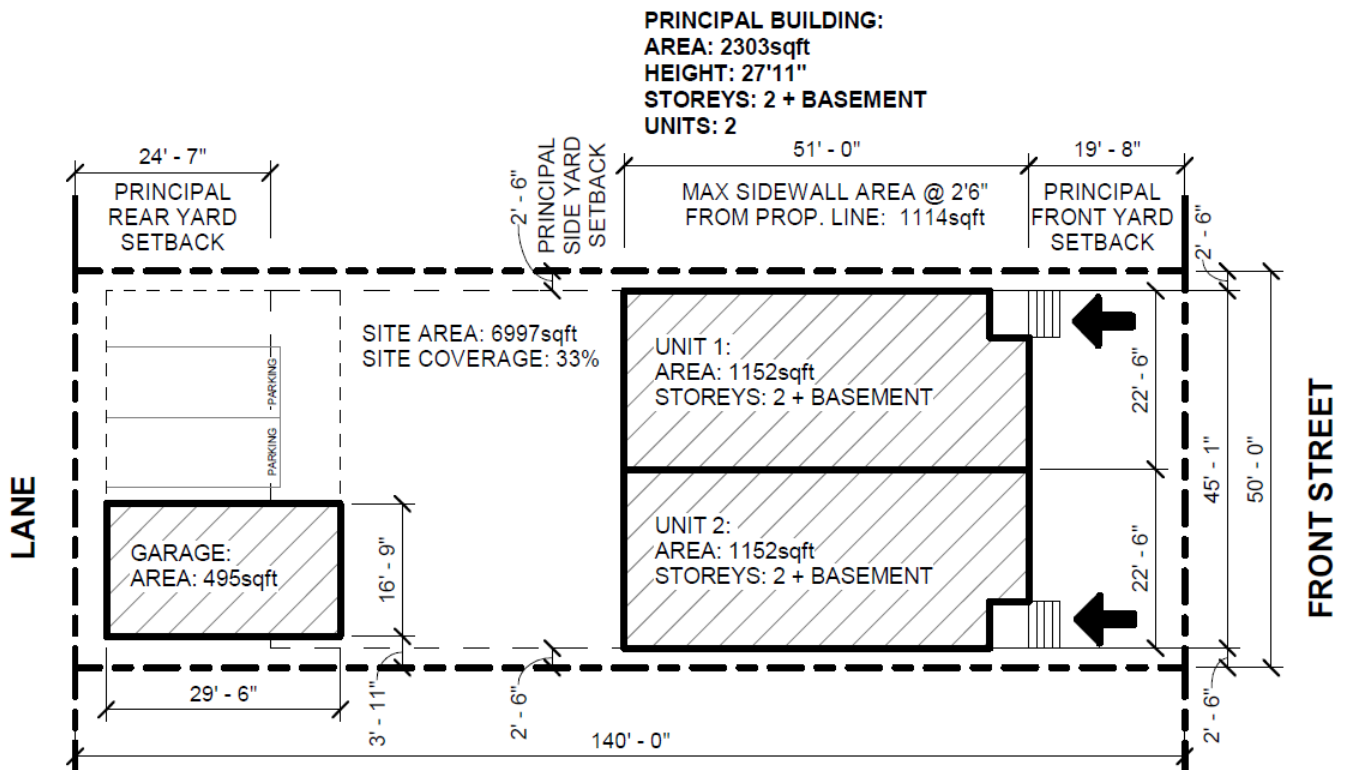 PRINCIPAL BUILDING:
AREA: 2303sqft
HEIGHT: 27'11"
STOREYS: 2 + BASEMENT
UNITS: 2
24' - 7"
PRINCIPAL
REAR YARD
SETBACK
2' - 6"
PRINCIPAL
SIDE YARD
SETBACK
51' - 0"
MAX SIDEWALL AREA @ 2'6"
FROM PROP. LINE: 1114sqft
19' - 8"
PRINCIPAL
FRONT YARD
SETBACK
2' - 6"
SITE AREA: 6997sqft
SITE COVERAGE: 33%
PARKING
PARKING
UNIT 1:
AREA: 1152sqft
STOREYS: 2 + BASEMENT
UNIT 2:
AREA: 1152sqft
STOREYS: 2 + BASEMENT
22' - 6"
22' - 6"
45' - 1"
50' - 0"
FRONT STREET
LANE
GARAGE:
AREA: 495sqft
16' - 9"
29' - 6"
3' - 11"
2' - 6"
2' - 6"
140' - 0"